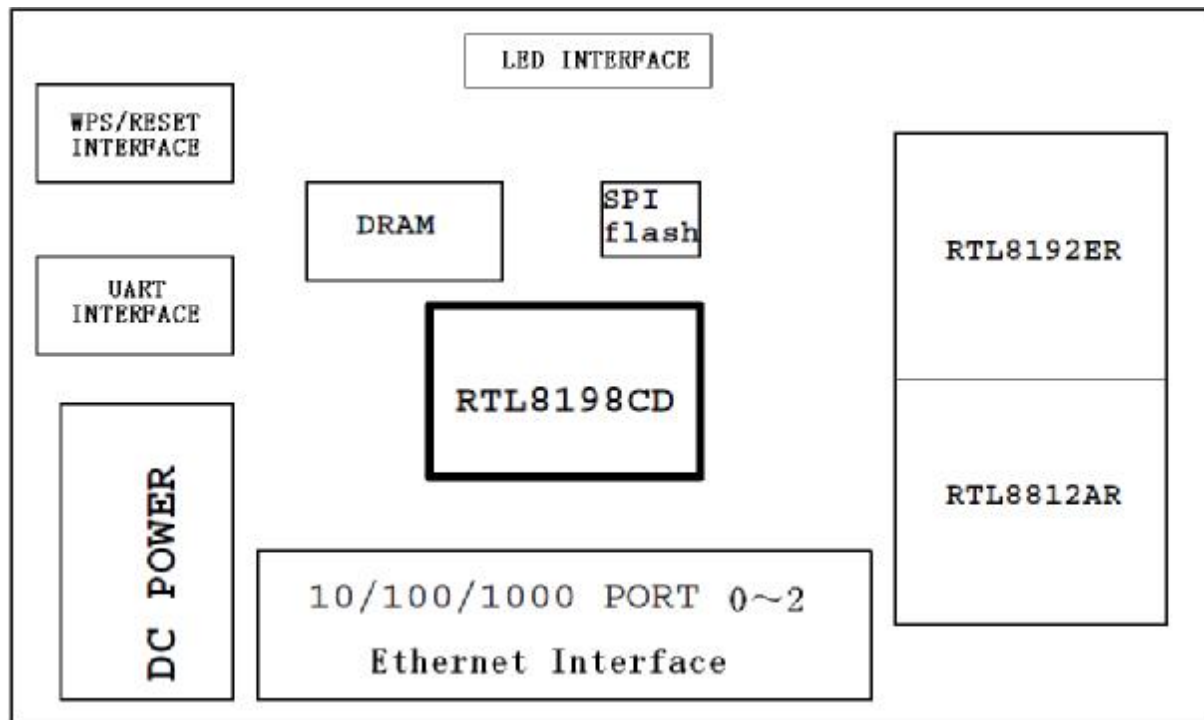 LED INTERFACE
WPS/RESET
INTERFACE
DRAM
SPI
flash
RTL8192ER
UART
INTERFACE
RTL8198CD
RTL8812AR
DC POWER
10/100/1000 PORT 0～2
Ethernet Interface